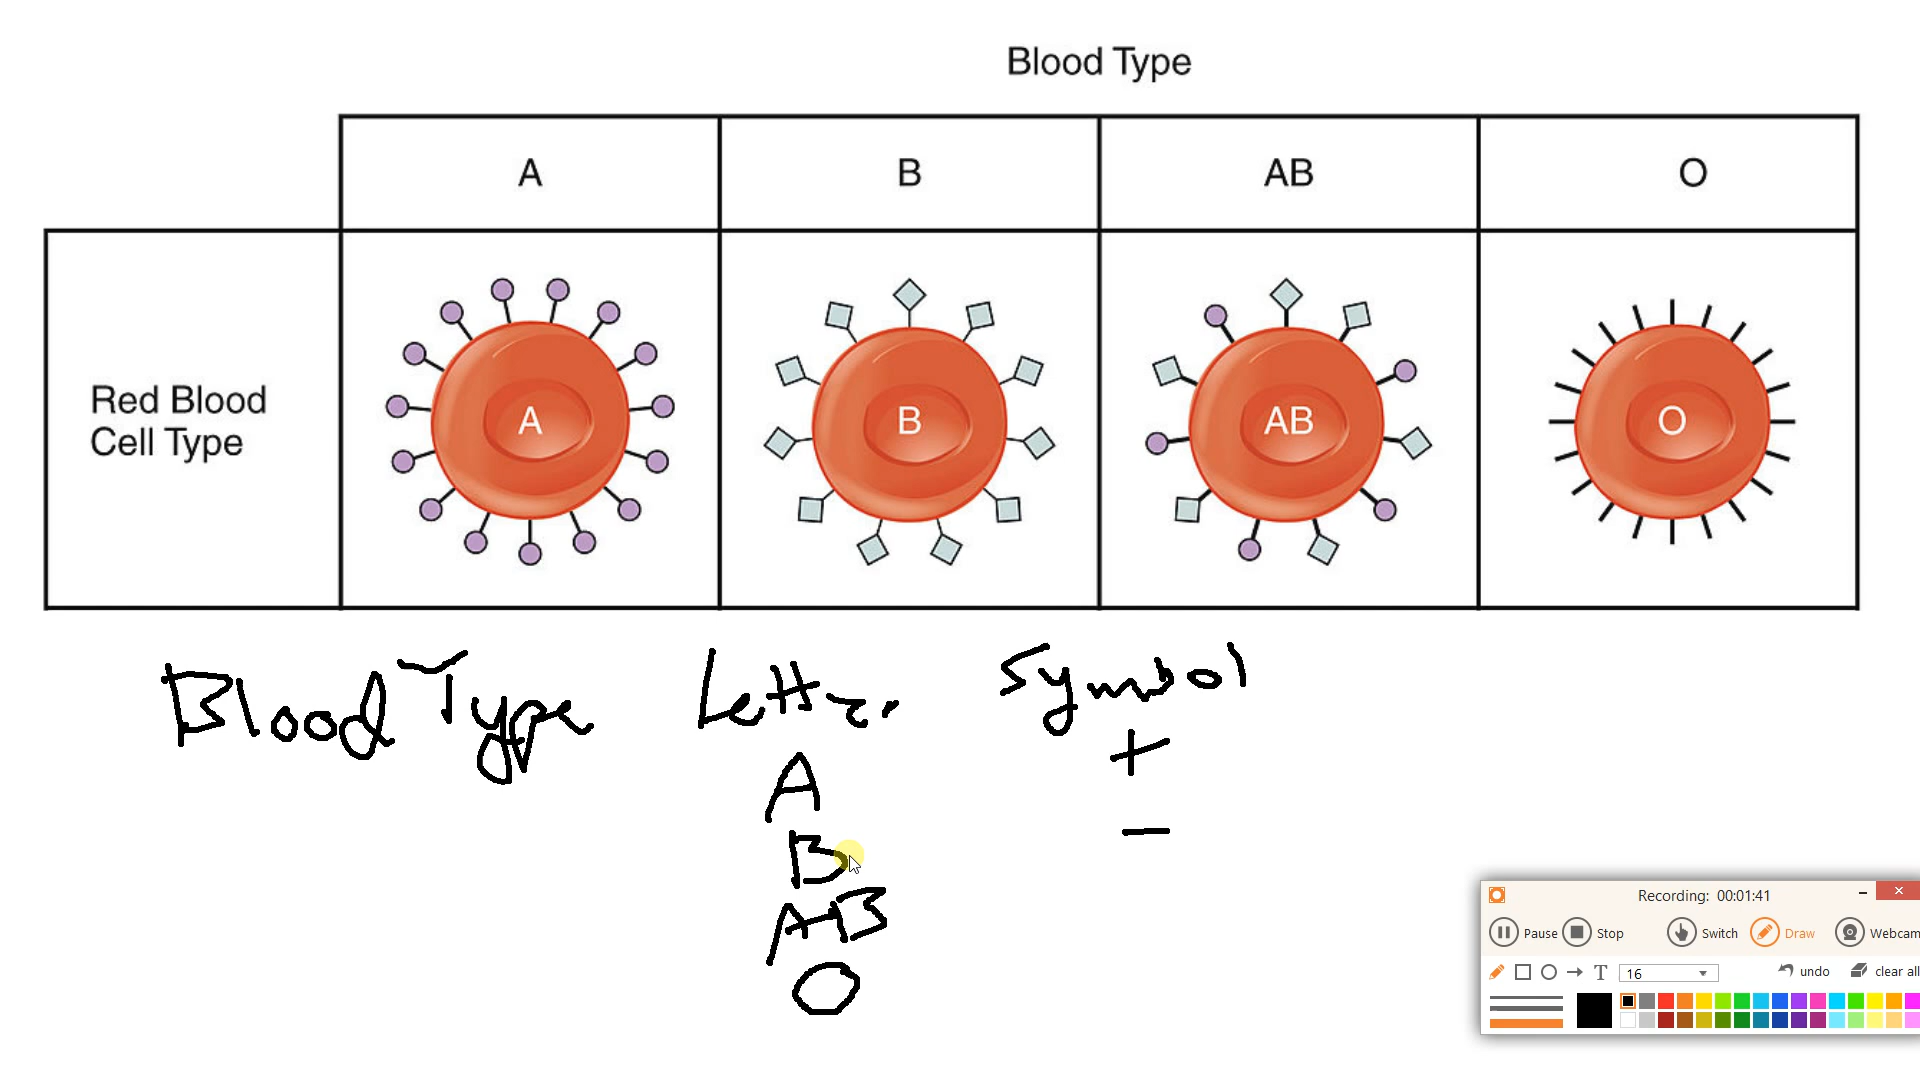 Blood Type
A B AB O
Red Blood
Cell Type
A B AB O
Blood Type Letter Symbol
A +
B -
AB
O
Recording: 00:01:41
Pause Stop Switch Draw Webcam
T 16 undo clear all